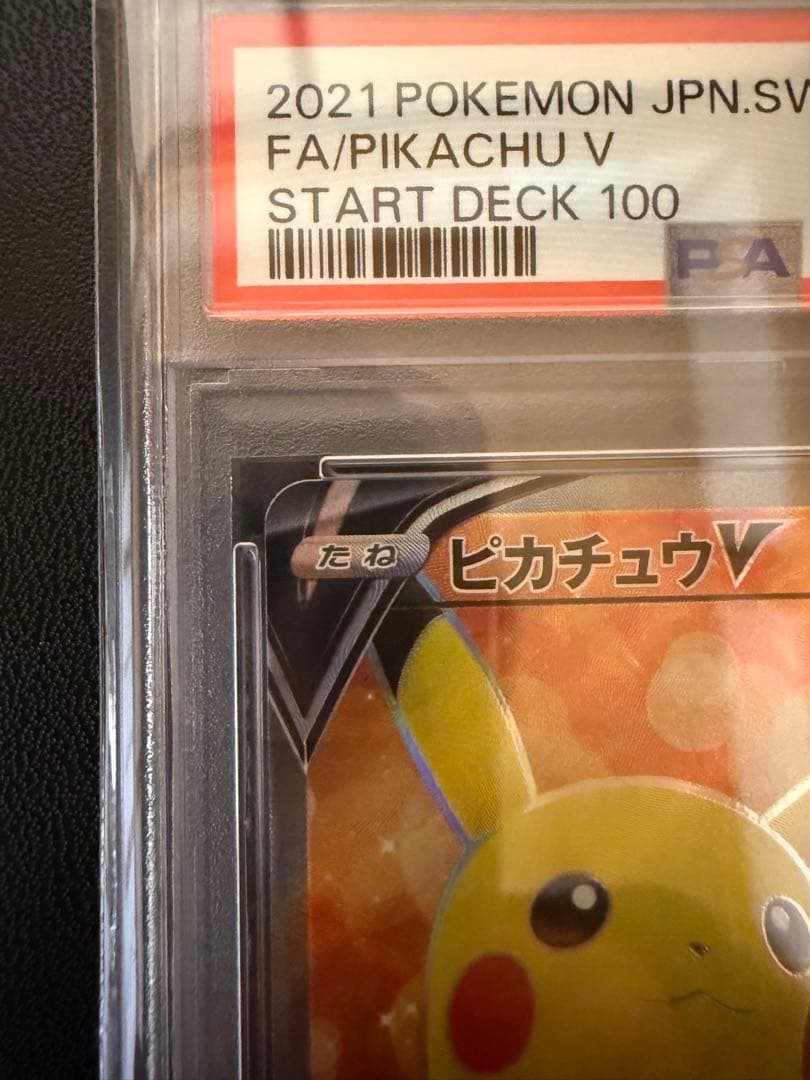 2021 POKEMON JPN.SW
FA/PIKACHU V
START DECK 100
PSA
たね ピカチュウV